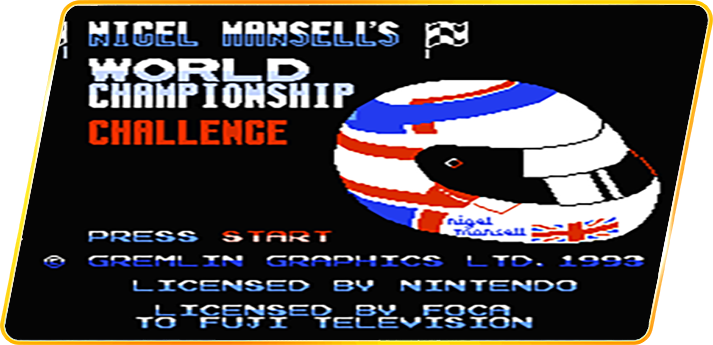 NIGEL MANSELL'S
WORLD
CHAMPIONSHIP
CHALLENGE
nigel
mansell
PRESS START
© GREMLIN GRAPHICS LTD. 1993
LICENSED BY NINTENDO
LICENSED BY FOCA
TO FUJI TELEVISION